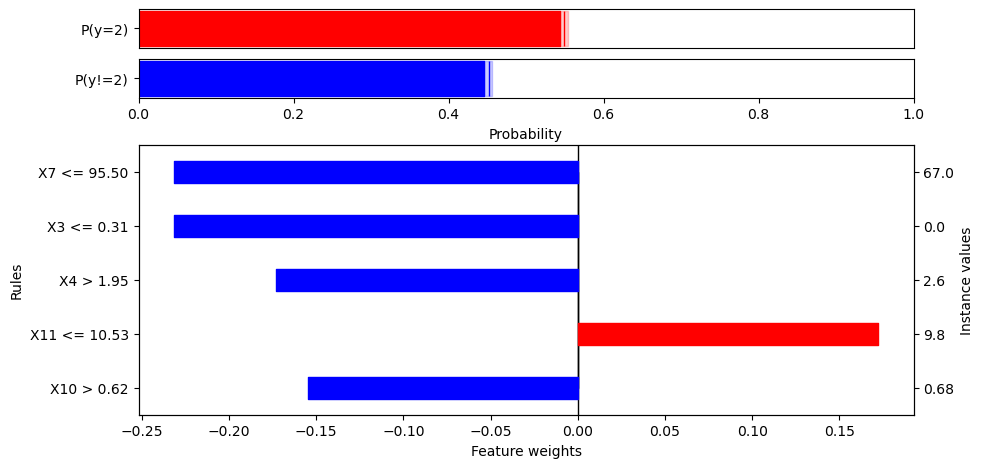 P(y=2)
P(y!=2)
0.0 0.2 0.4 0.6 0.8 1.0
Probability
X7 <= 95.50 67.0
X3 <= 0.31 0.0
X4 > 1.95 2.6
X11 <= 10.53 9.8
X10 > 0.62 0.68
Rules
Instance values
−0.25 −0.20 −0.15 −0.10 −0.05 0.00 0.05 0.10 0.15
Feature weights